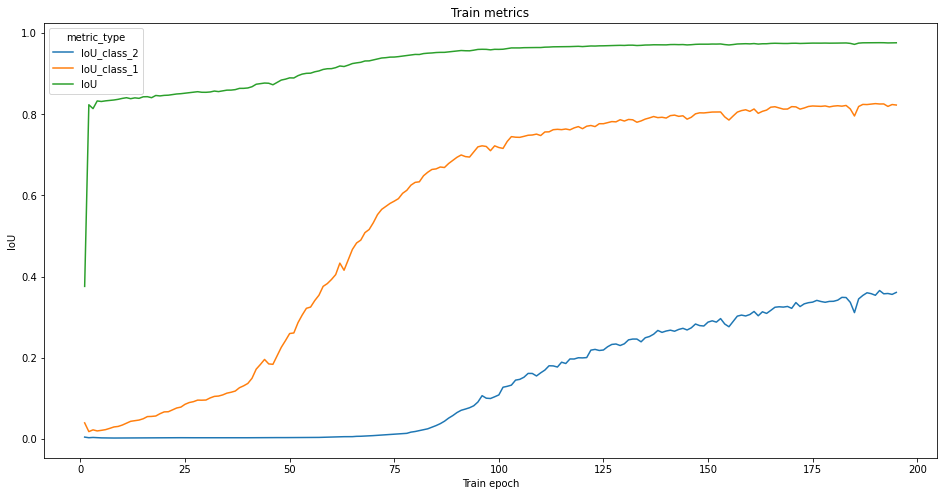 Train metrics
metric_type
IoU_class_2
IoU_class_1
IoU
1.0
0.8
0.6
0.4
0.2
0.0
IoU
0 25 50 75 100 125 150 175 200
Train epoch